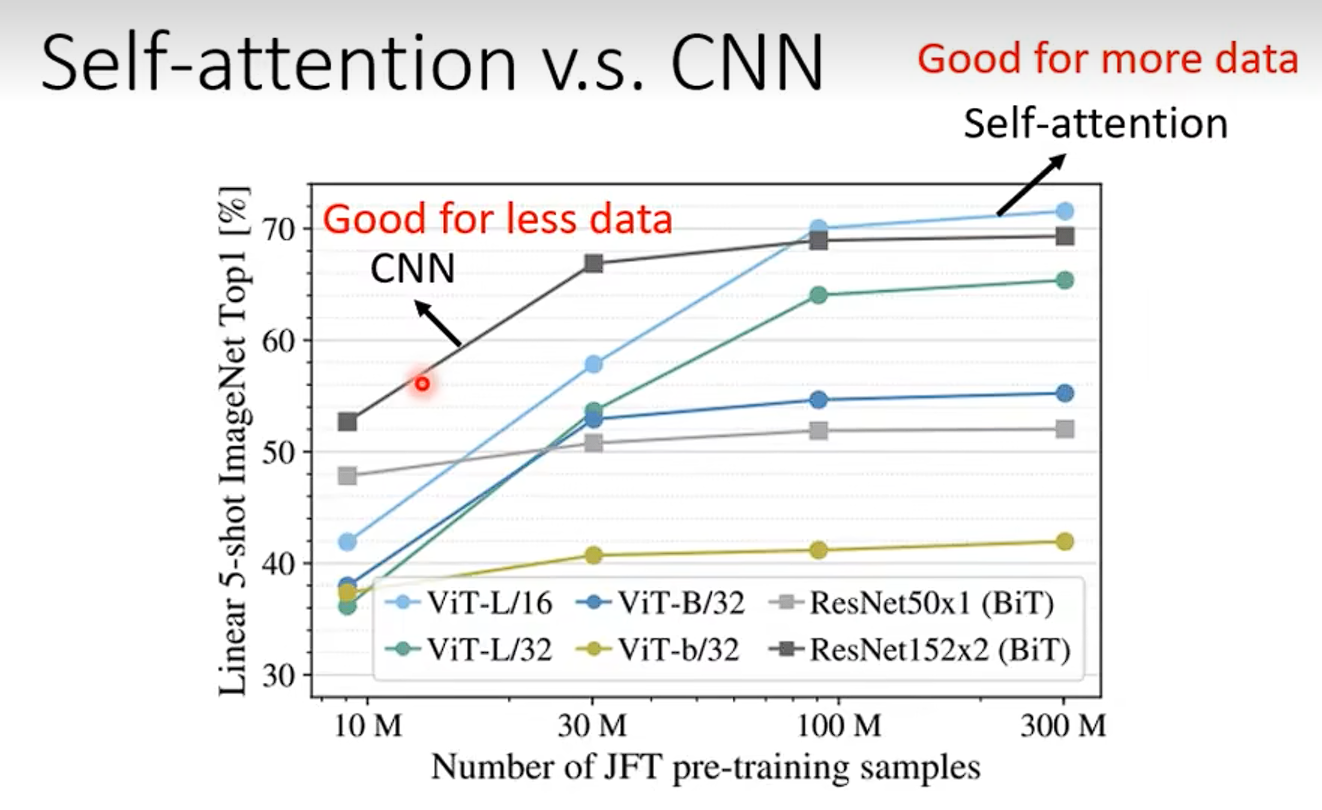 Self-attention v.s. CNN
Good for more data
Self-attention
Good for less data
CNN
Linear 5-shot ImageNet Top1 [%]
70
60
50
40
30
ViT-L/16 ViT-B/32 ResNet50x1 (BiT)
ViT-L/32 ViT-b/32 ResNet152x2 (BiT)
10 M 30 M 100 M 300 M
Number of JFT pre-training samples